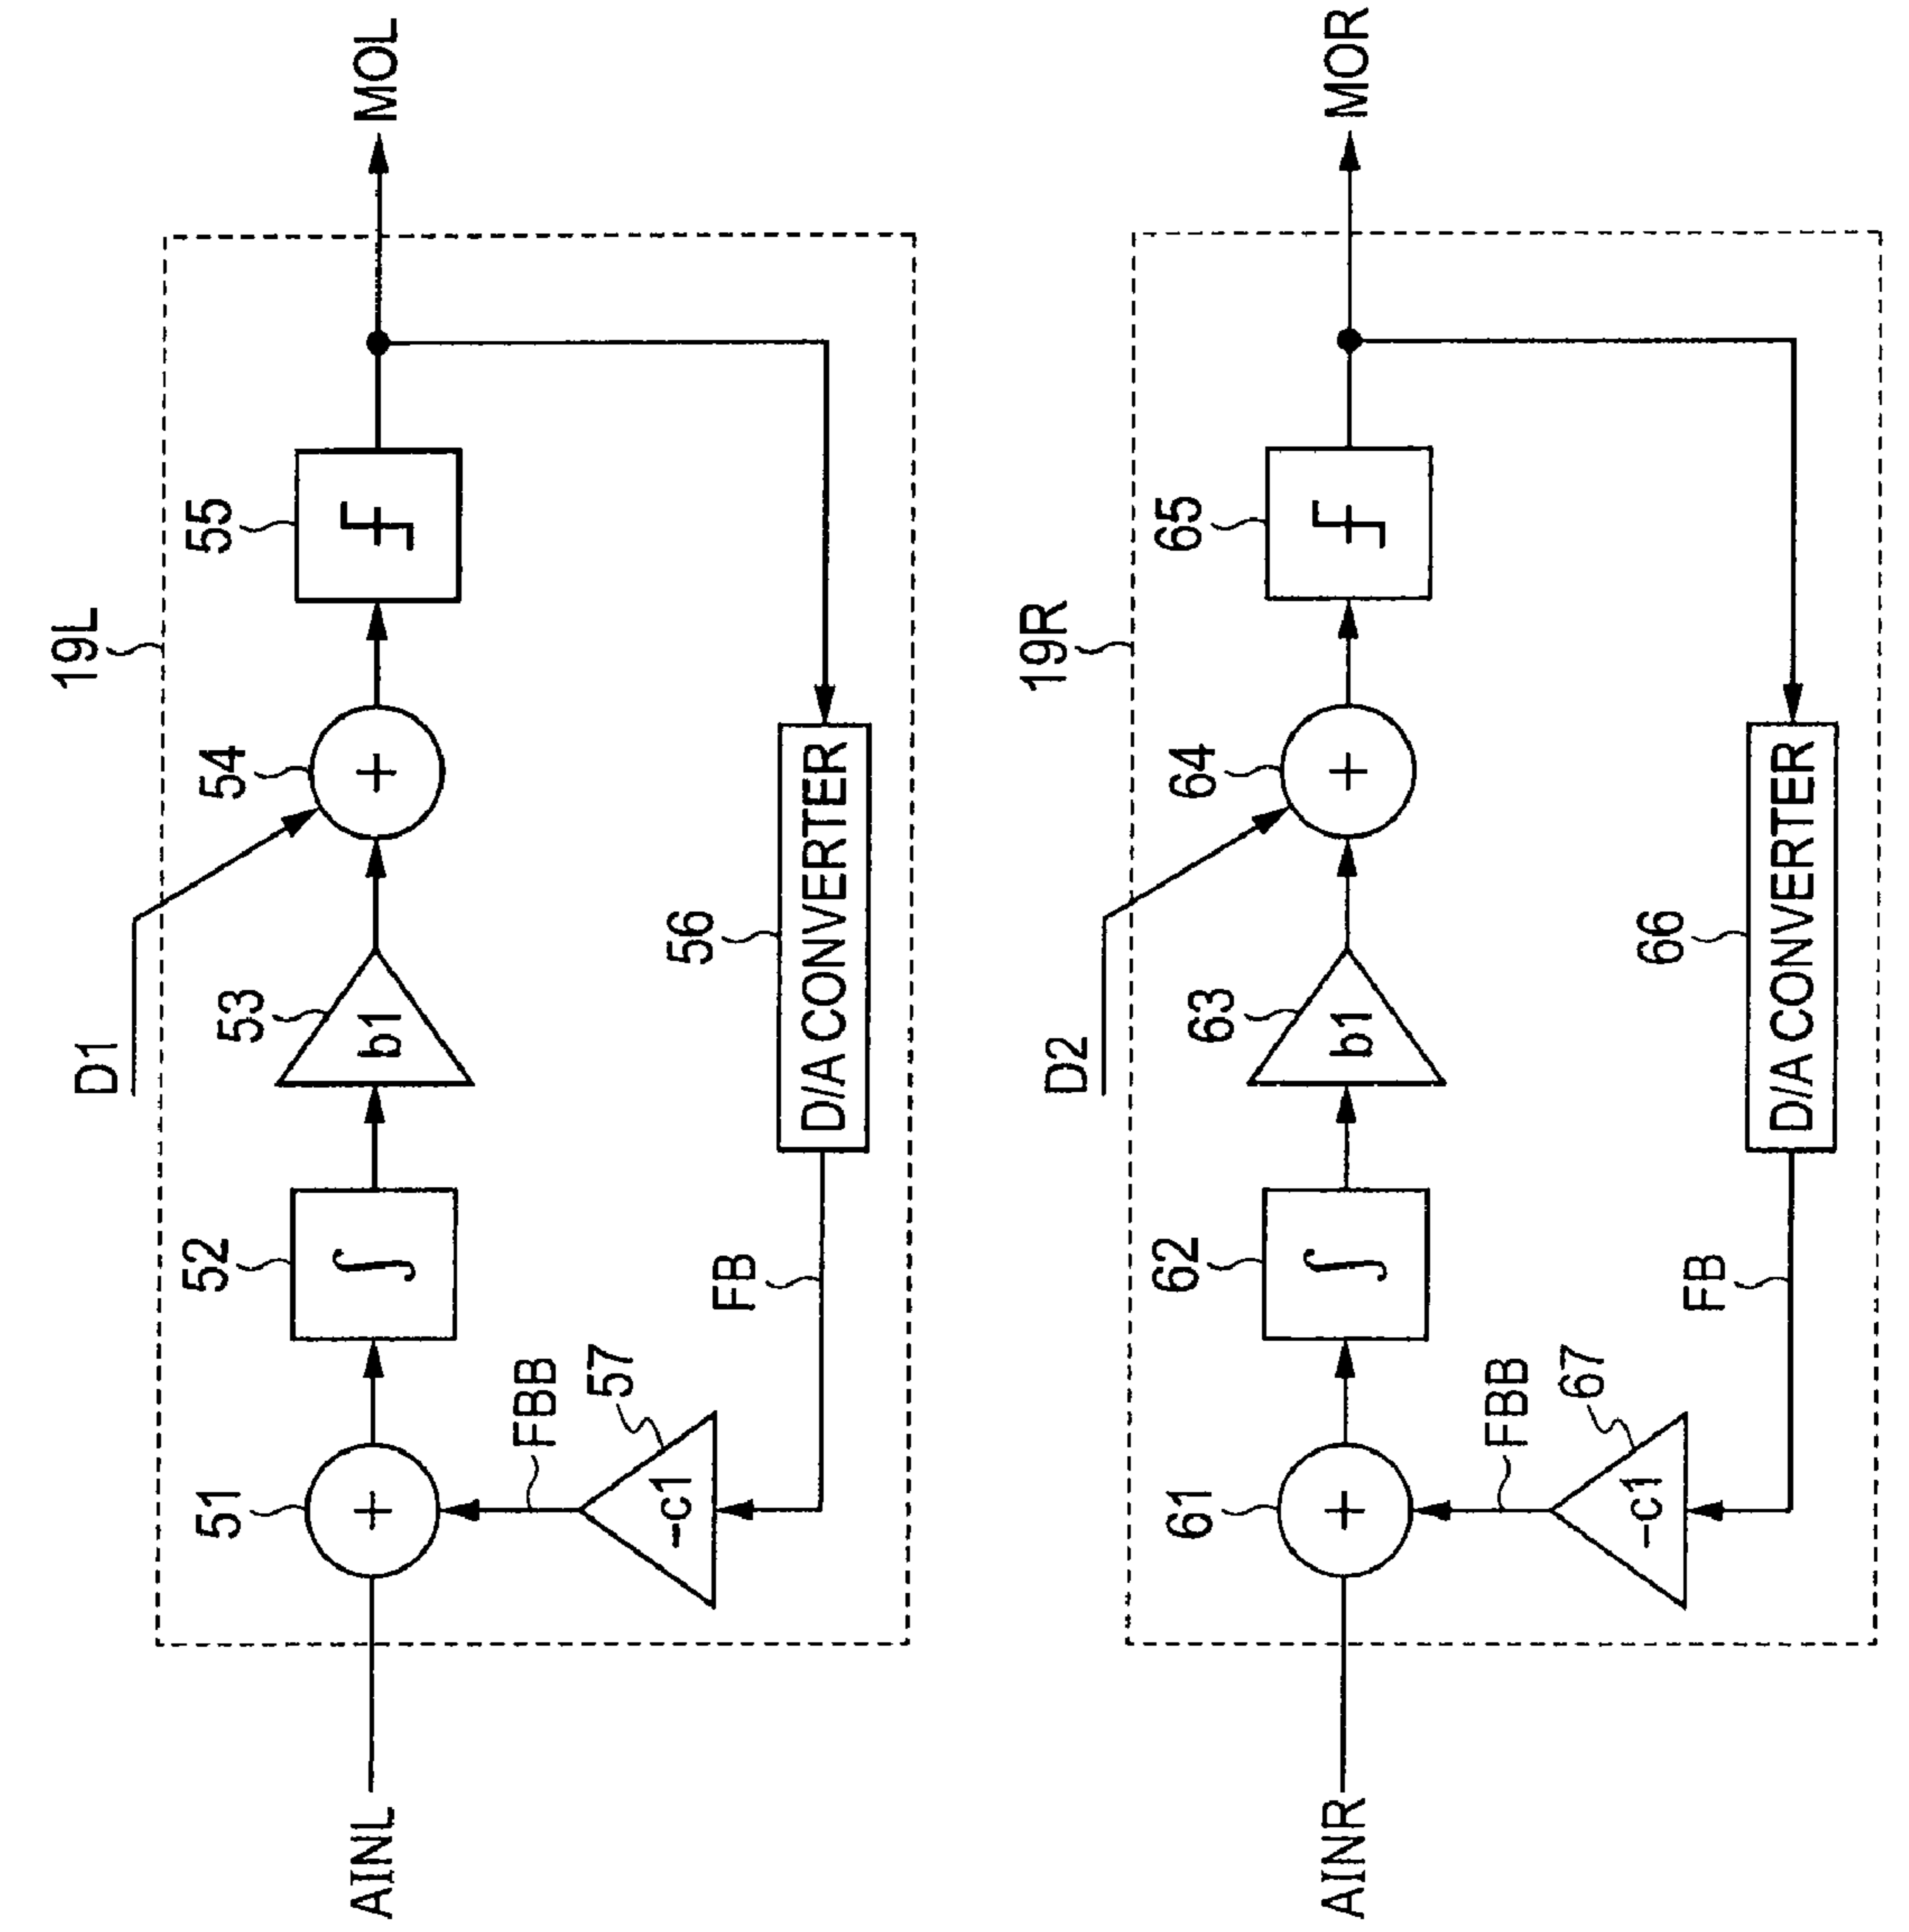 19L
D1
51
52
53
54
55
AINL
+
∫
b1
+
MOL
FBB
57
-c1
FB
56
D/A CONVERTER
19R
D2
61
62
63
64
65
AINR
+
∫
b1
+
MOR
FBB
67
-c1
FB
66
D/A CONVERTER